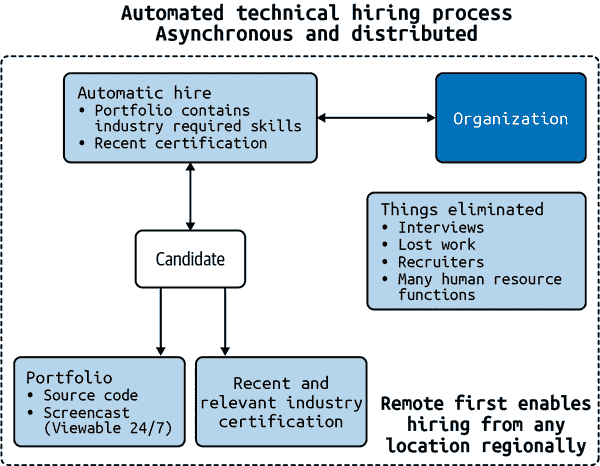 Automated technical hiring process
Asynchronous and distributed
Automatic hire
• Portfolio contains
industry required skills
• Recent certification
Organization
Things eliminated
• Interviews
• Lost work
• Recruiters
• Many human resource
functions
Candidate
Portfolio
• Source code
• Screencast
(Viewable 24/7)
Recent and
relevant industry
certification
Remote first enables
hiring from any
location regionally